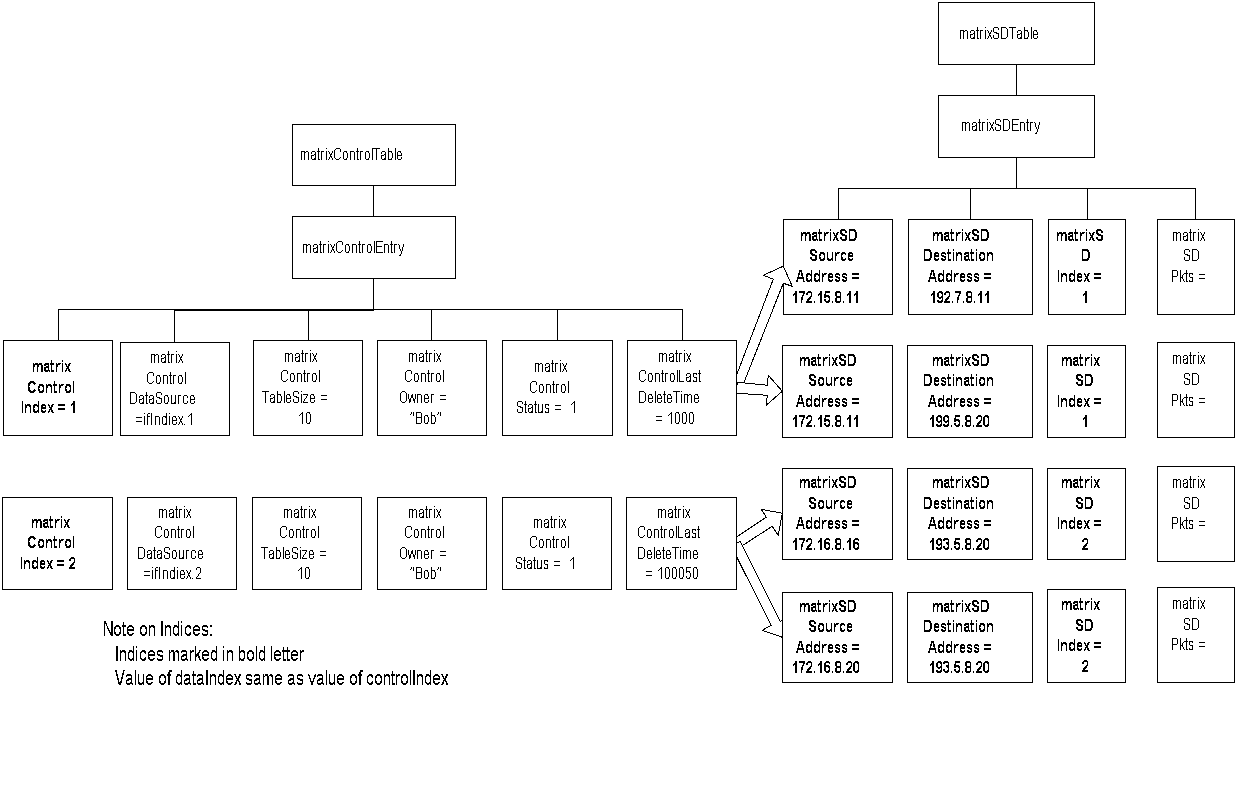 matrixSDTable
matrixSDEntry
matrixControlTable
matrixControlEntry
matrixSD
Source
Address =
172.15.8.11
matrixSD
Destination
Address =
192.7.8.11
matrixS
D
Index =
1
matrix
SD
Pkts =
matrix
Control
Index = 1
matrix
Control
DataSource
=ifIndiex.1
matrix
Control
TableSize =
10
matrix
Control
Owner =
"Bob"
matrix
Control
Status = 1
matrix
ControlLast
DeleteTime
= 1000
matrixSD
Source
Address =
172.15.8.11
matrixSD
Destination
Address =
199.5.8.20
matrix
SD
Index =
1
matrix
SD
Pkts =
matrix
Control
Index = 2
matrix
Control
DataSource
=ifIndiex.2
matrix
Control
TableSize =
10
matrix
Control
Owner =
"Bob"
matrix
Control
Status = 1
matrix
ControlLast
DeleteTime
= 100050
matrixSD
Source
Address =
172.16.8.16
matrixSD
Destination
Address =
193.5.8.20
matrix
SD
Index =
2
matrix
SD
Pkts =
matrixSD
Source
Address =
172.16.8.20
matrixSD
Destination
Address =
193.5.8.20
matrix
SD
Index =
2
matrix
SD
Pkts =
Note on Indices:
Indices marked in bold letter
Value of dataIndex same as value of controlIndex